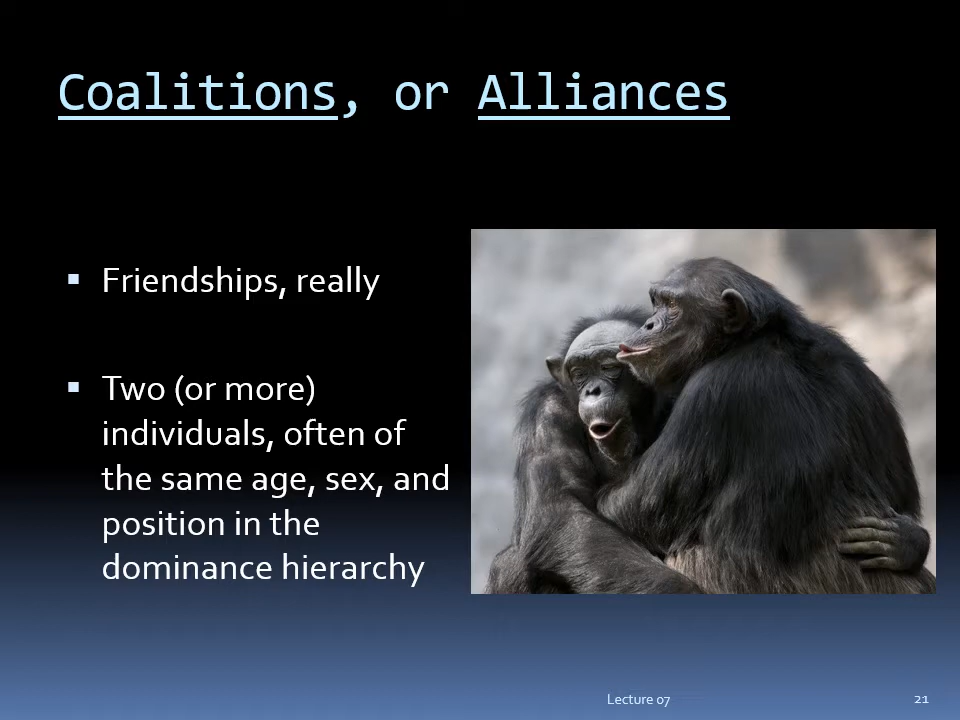 Coalitions, or Alliances
Friendships, really
Two (or more)
individuals, often of
the same age, sex, and
position in the
dominance hierarchy
Lecture 07
21